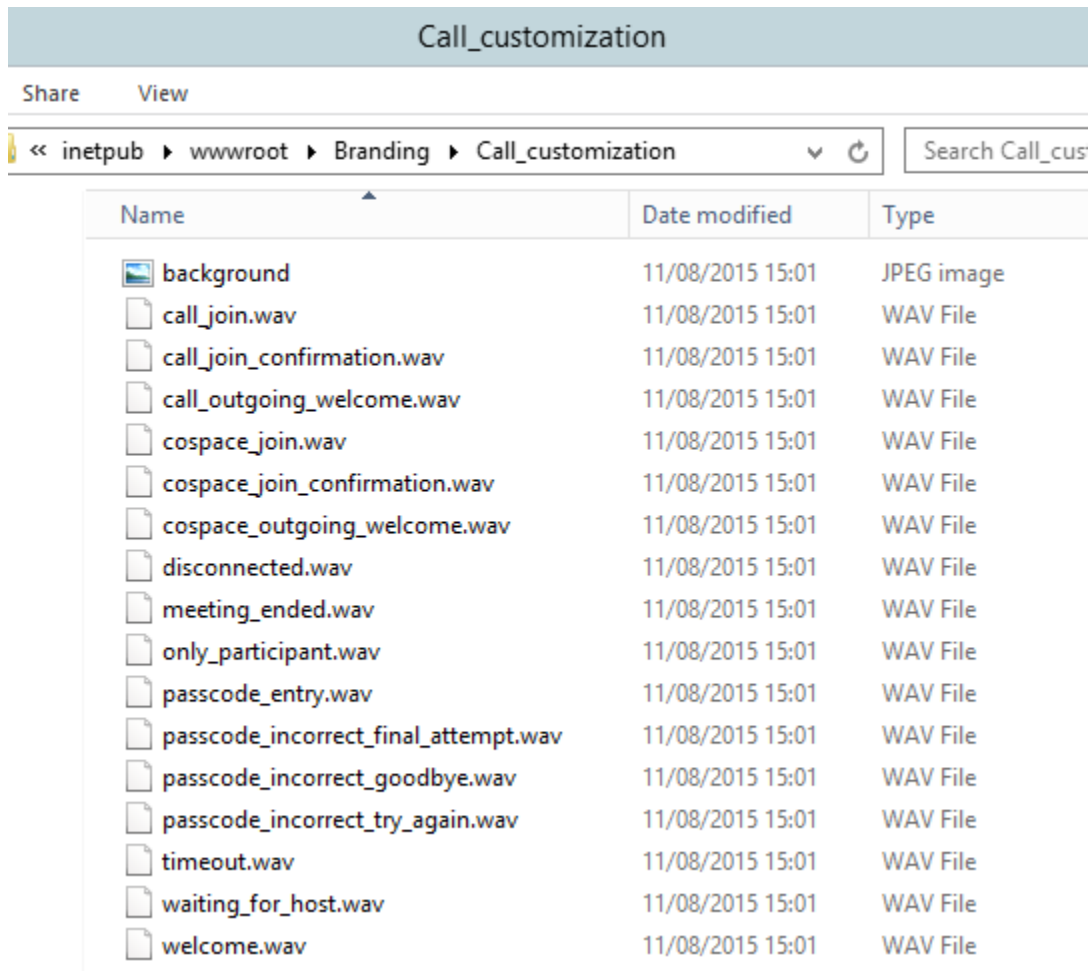 Call_customization
Share View
« inetpub wwwroot Branding Call_customization Search Call_cus
Name Date modified Type
background 11/08/2015 15:01 JPEG image
call_join.wav 11/08/2015 15:01 WAV File
call_join_confirmation.wav 11/08/2015 15:01 WAV File
call_outgoing_welcome.wav 11/08/2015 15:01 WAV File
cospace_join.wav 11/08/2015 15:01 WAV File
cospace_join_confirmation.wav 11/08/2015 15:01 WAV File
cospace_outgoing_welcome.wav 11/08/2015 15:01 WAV File
disconnected.wav 11/08/2015 15:01 WAV File
meeting_ended.wav 11/08/2015 15:01 WAV File
only_participant.wav 11/08/2015 15:01 WAV File
passcode_entry.wav 11/08/2015 15:01 WAV File
passcode_incorrect_final_attempt.wav 11/08/2015 15:01 WAV File
passcode_incorrect_goodbye.wav 11/08/2015 15:01 WAV File
passcode_incorrect_try_again.wav 11/08/2015 15:01 WAV File
timeout.wav 11/08/2015 15:01 WAV File
waiting_for_host.wav 11/08/2015 15:01 WAV File
welcome.wav 11/08/2015 15:01 WAV File